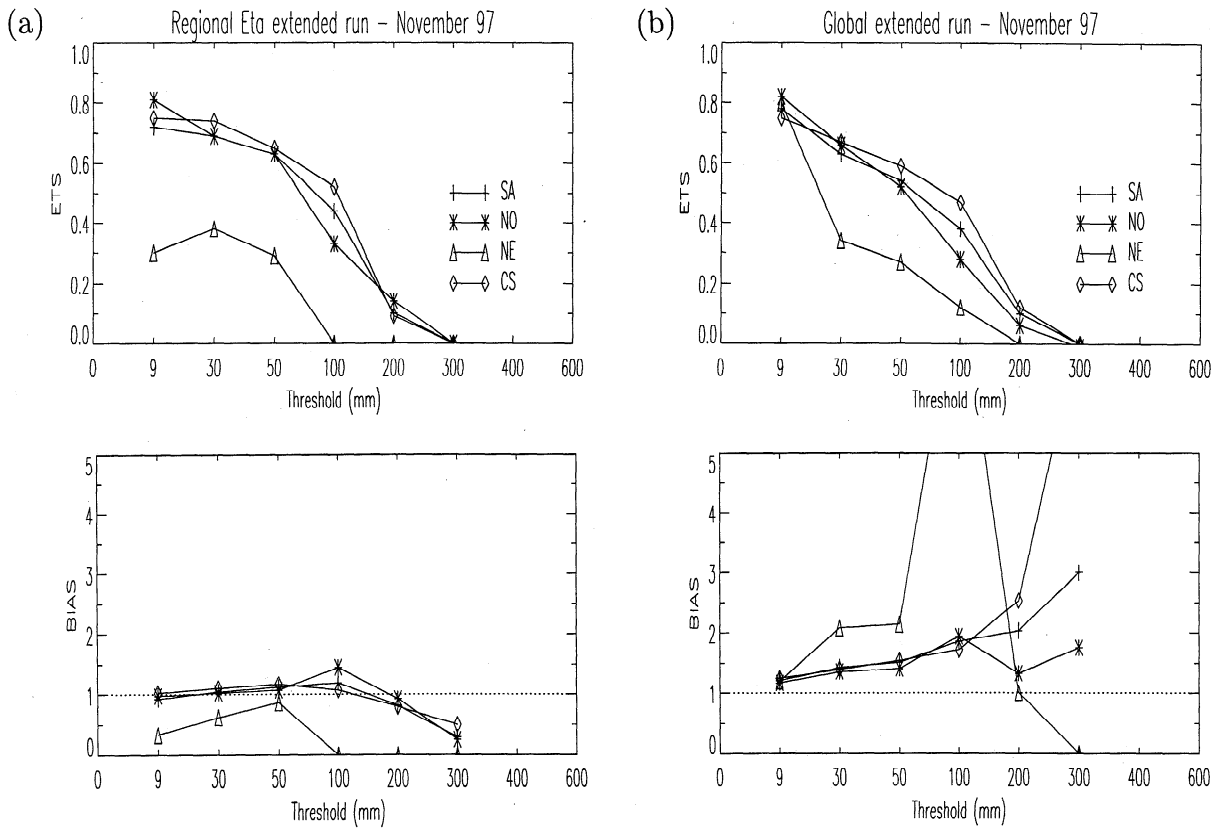 (a)
Regional Eta extended run – November 97
1.0
0.8
0.6
0.4
0.2
0.0
ETS
SA
NO
NE
CS
0 9 30 50 100 200 300 400 600
Threshold (mm)
(b)
Global extended run – November 97
1.0
0.8
0.6
0.4
0.2
0.0
ETS
SA
NO
NE
CS
0 9 30 50 100 200 300 400 600
Threshold (mm)
5
4
3
2
1
0
BIAS
0 9 30 50 100 200 300 400 600
Threshold (mm)
5
4
3
2
1
0
BIAS
0 9 30 50 100 200 300 400 600
Threshold (mm)